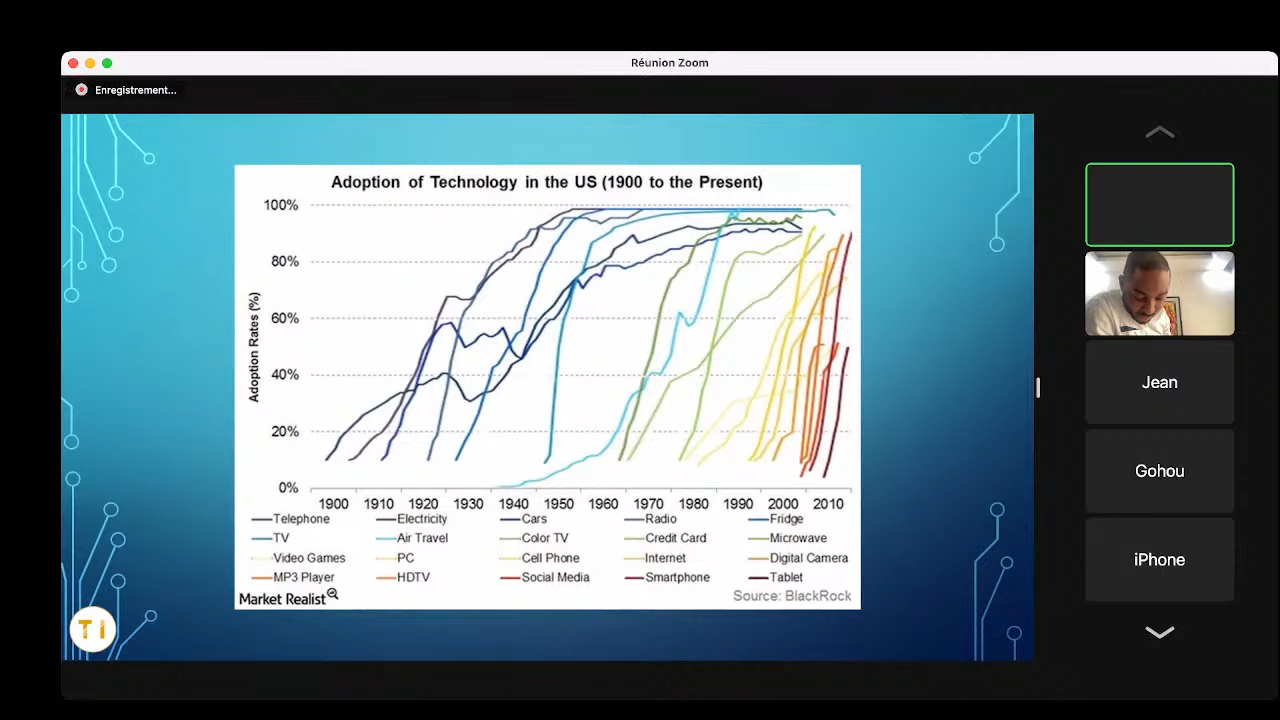 Réunion Zoom
Enregistrement...
Adoption of Technology in the US (1900 to the Present)
Adoption Rates (%)
100%
80%
60%
40%
20%
0%
1900 1910 1920 1930 1940 1950 1960 1970 1980 1990 2000 2010
Telephone Electricity Cars Radio Fridge
TV Air Travel Color TV Credit Card Microwave
Video Games PC Cell Phone Internet Digital Camera
MP3 Player HDTV Social Media Smartphone Tablet
Market Realist Source: BlackRock
TI
Jean
Gohou
iPhone